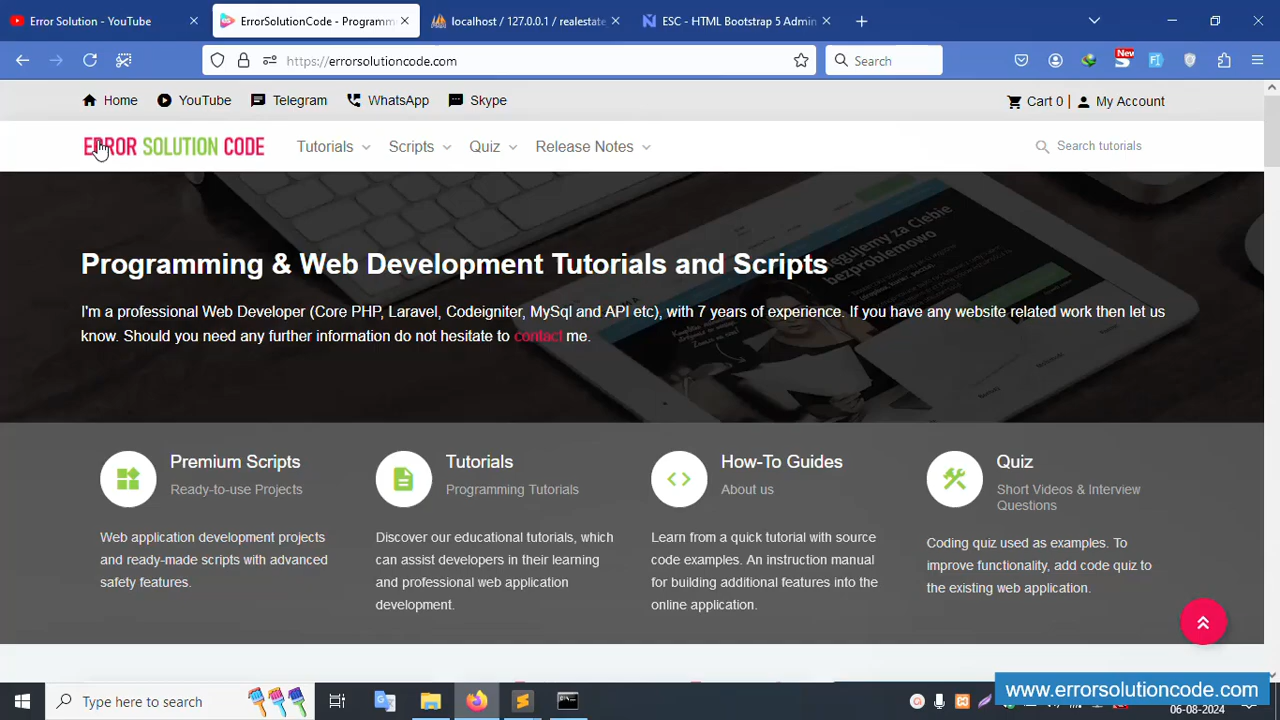 Error Solution - YouTube
ErrorSolutionCode - Programm
localhost / 127.0.0.1 / realestate
ESC - HTML Bootstrap 5 Admin
https://errorsolutioncode.com
Search
New
Home
YouTube
Telegram
WhatsApp
Skype
Cart 0 |
My Account
ERROR SOLUTION CODE
Tutorials
Scripts
Quiz
Release Notes
Search tutorials
Programming & Web Development Tutorials and Scripts
I'm a professional Web Developer (Core PHP, Laravel, Codeigniter, MySql and API etc), with 7 years of experience. If you have any website related work then let us
know. Should you need any further information do not hesitate to contact me.
Premium Scripts
Ready-to-use Projects
Web application development projects
and ready-made scripts with advanced
safety features.
Tutorials
Programming Tutorials
Discover our educational tutorials, which
can assist developers in their learning
and professional web application
development.
How-To Guides
About us
Learn from a quick tutorial with source
code examples. An instruction manual
for building additional features into the
online application.
Quiz
Short Videos & Interview
Questions
Coding quiz used as examples. To
improve functionality, add code quiz to
the existing web application.
Type here to search
www.errorsolutioncode.com
06-08-2024